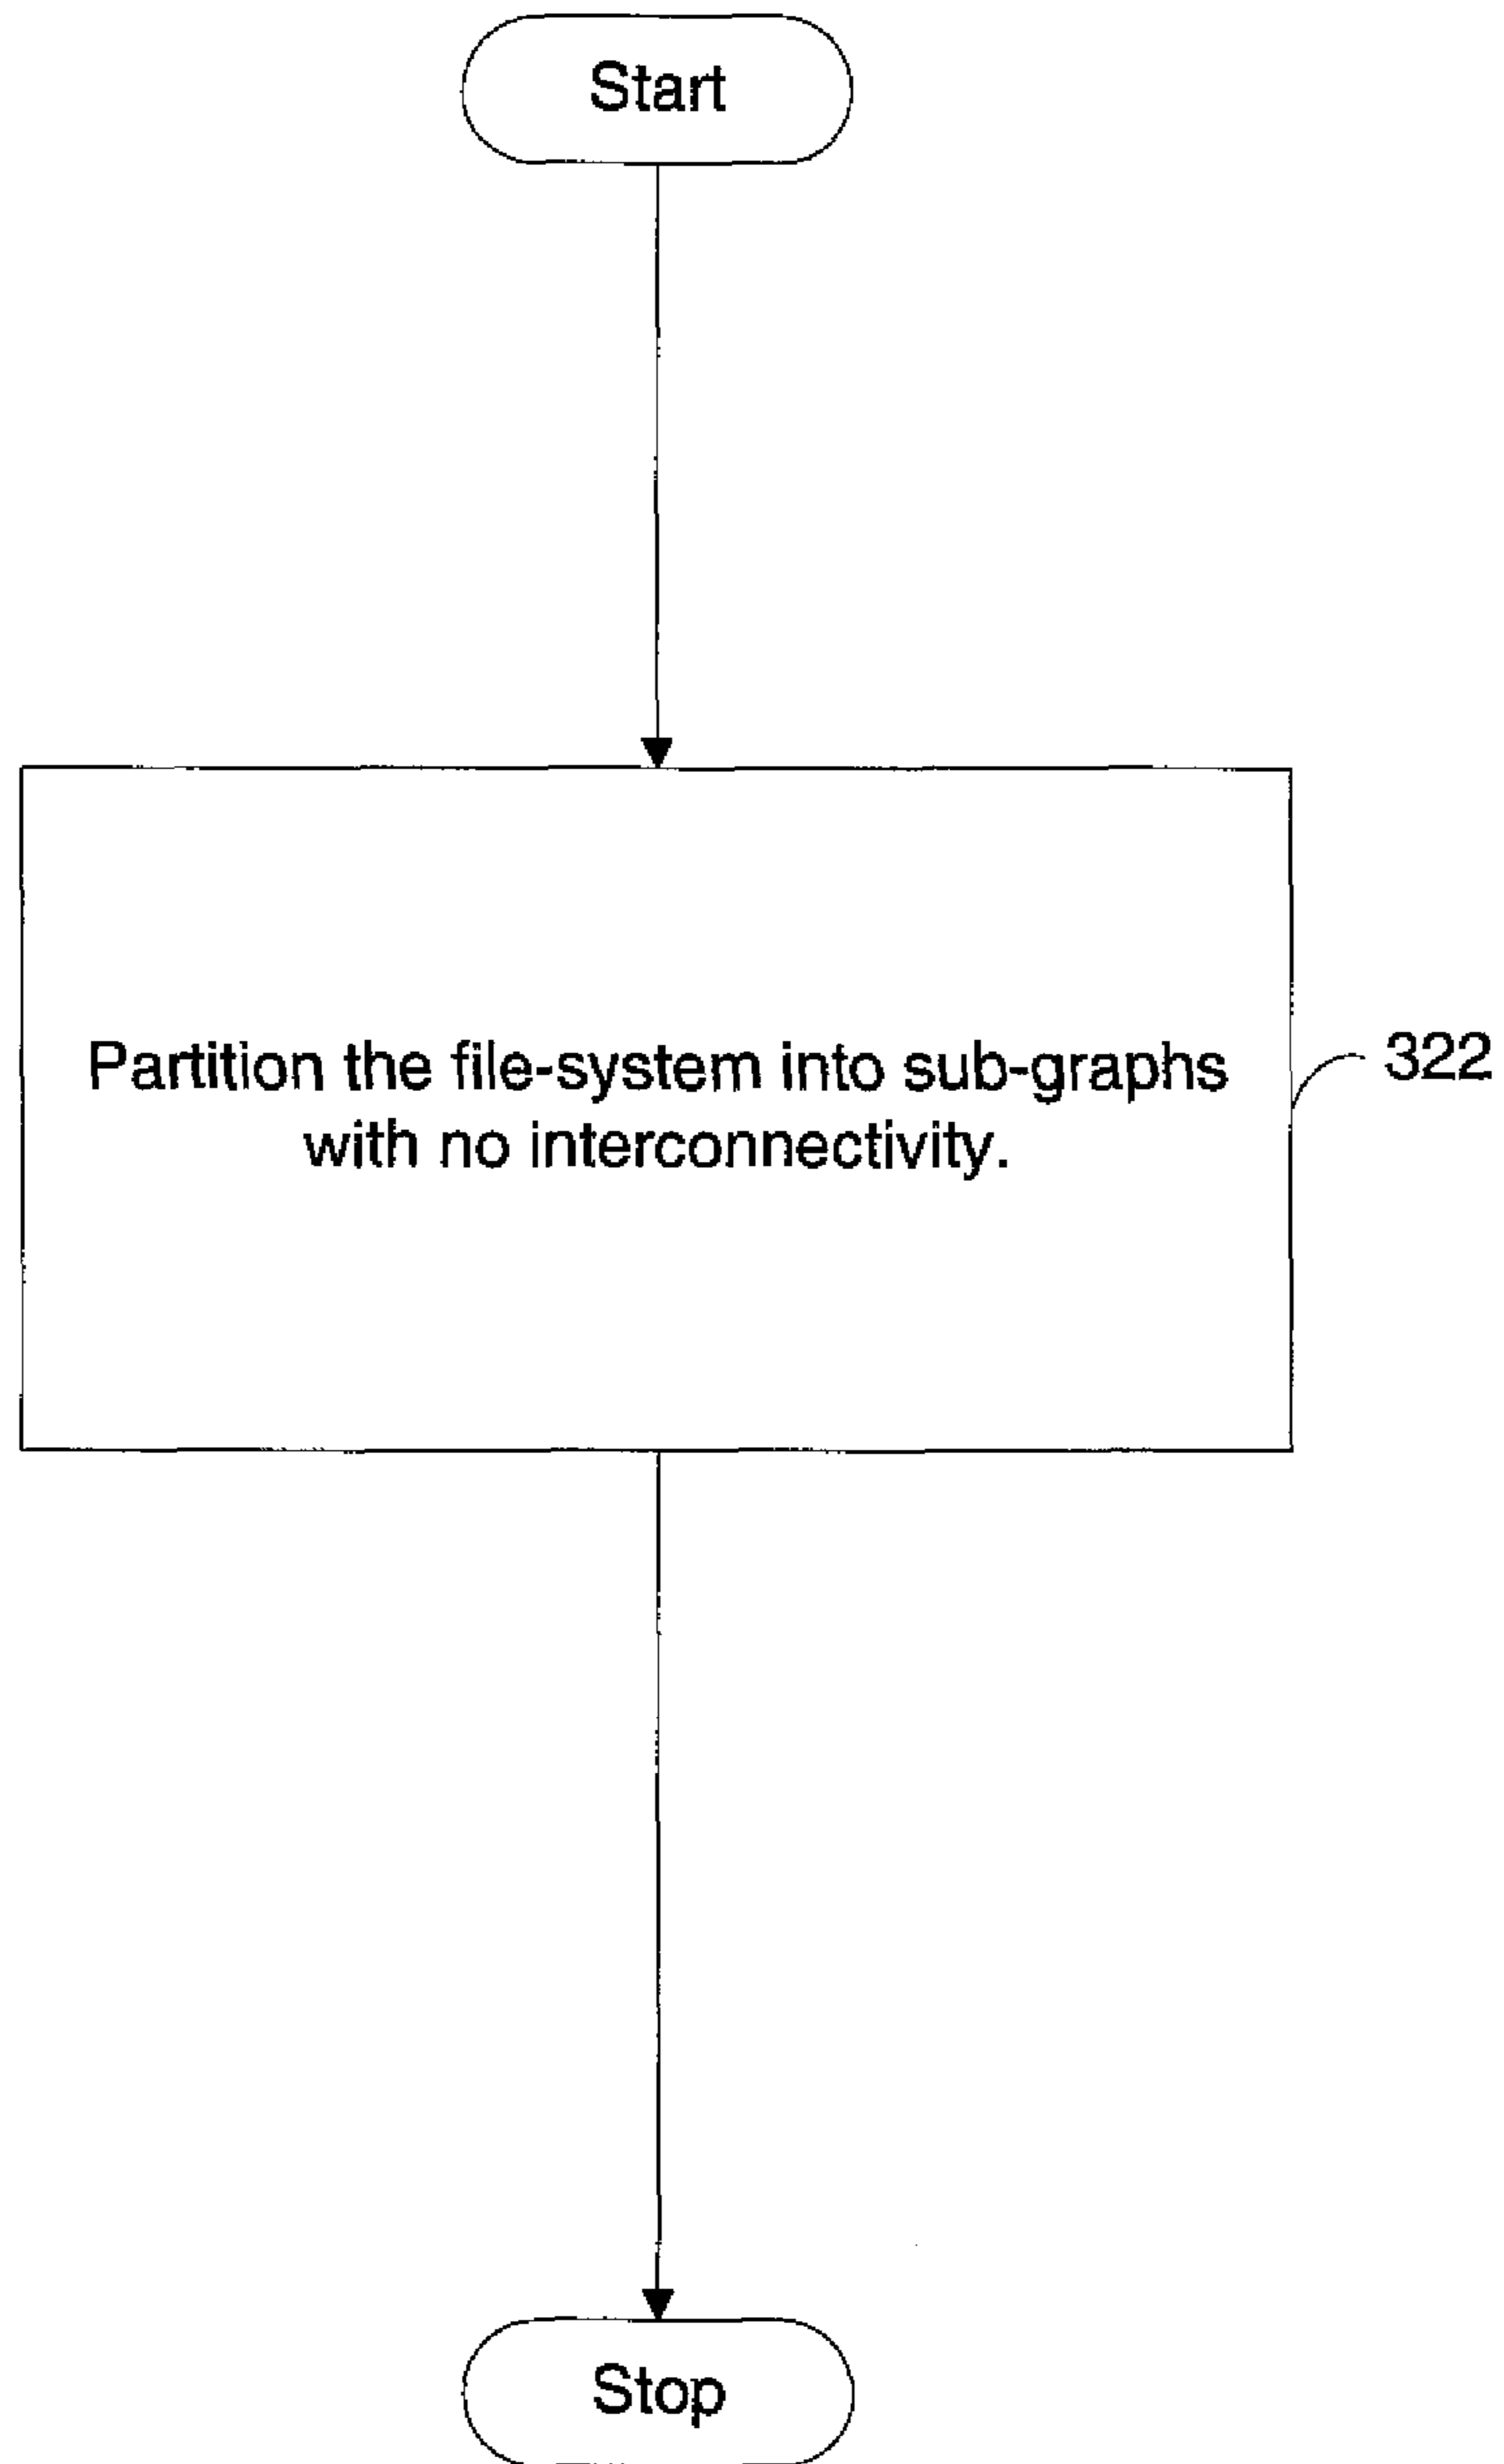 Start
Partition the file-system into sub-graphs
with no interconnectivity.
322
Stop